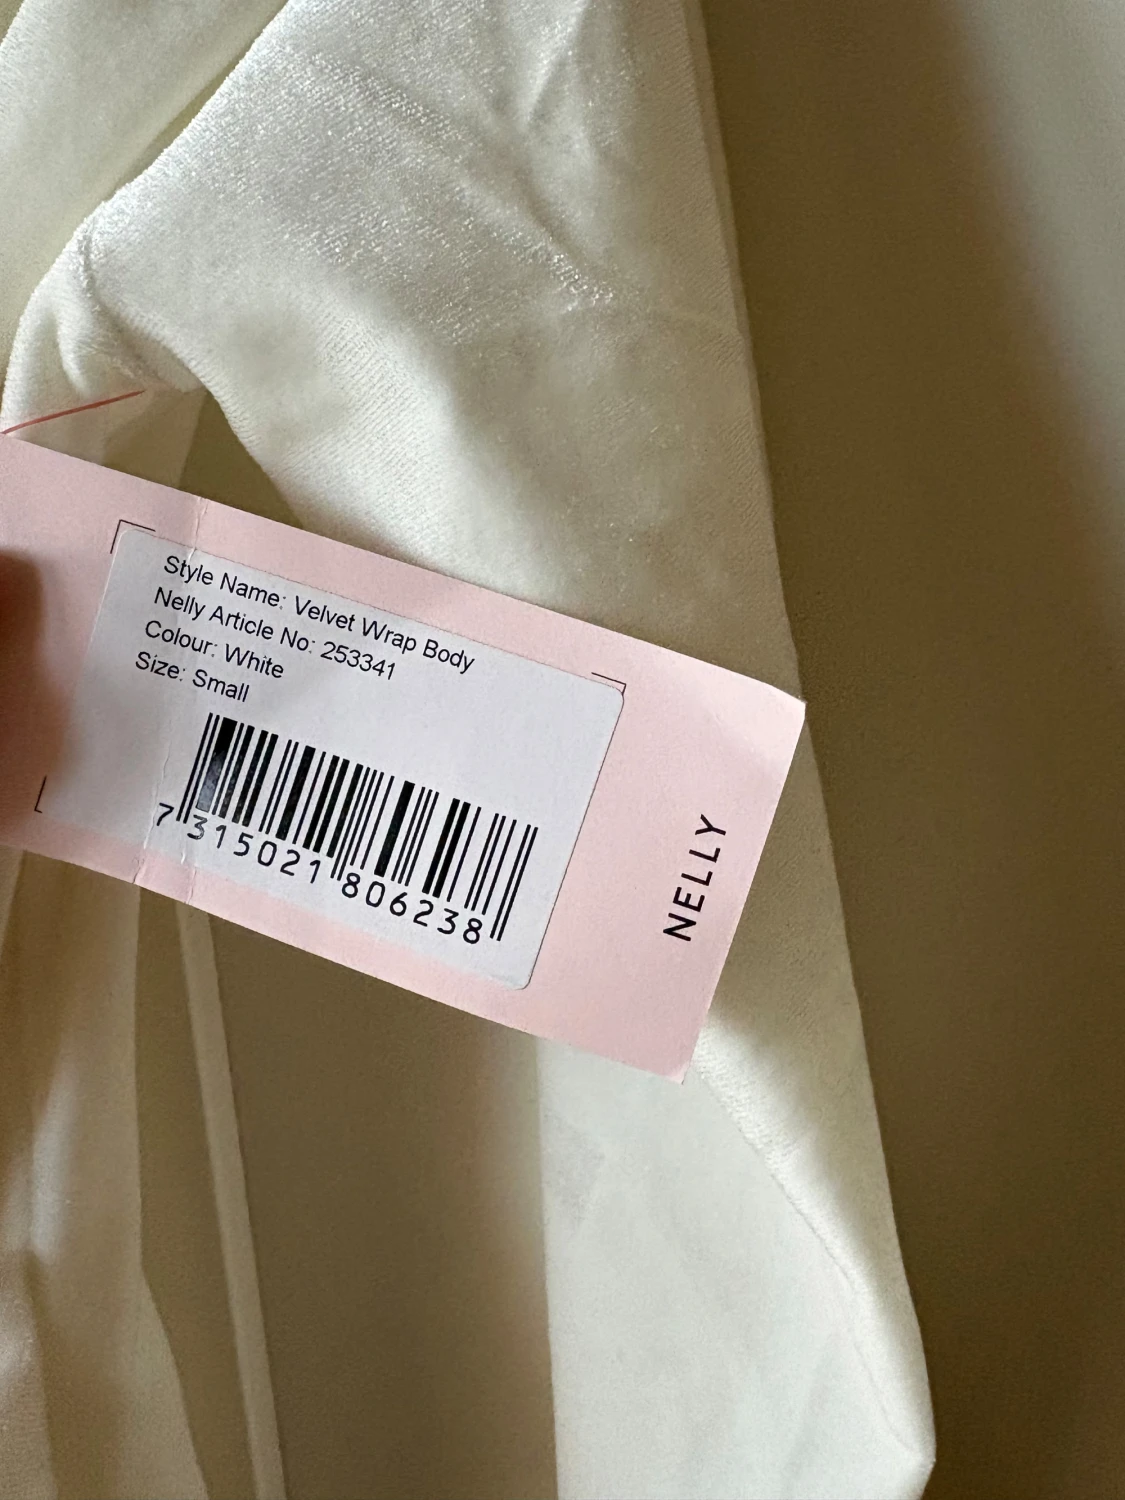 Style Name: Velvet Wrap Body
Nelly Article No: 253341
Colour: White
Size: Small
7 315021 806238
NELLY